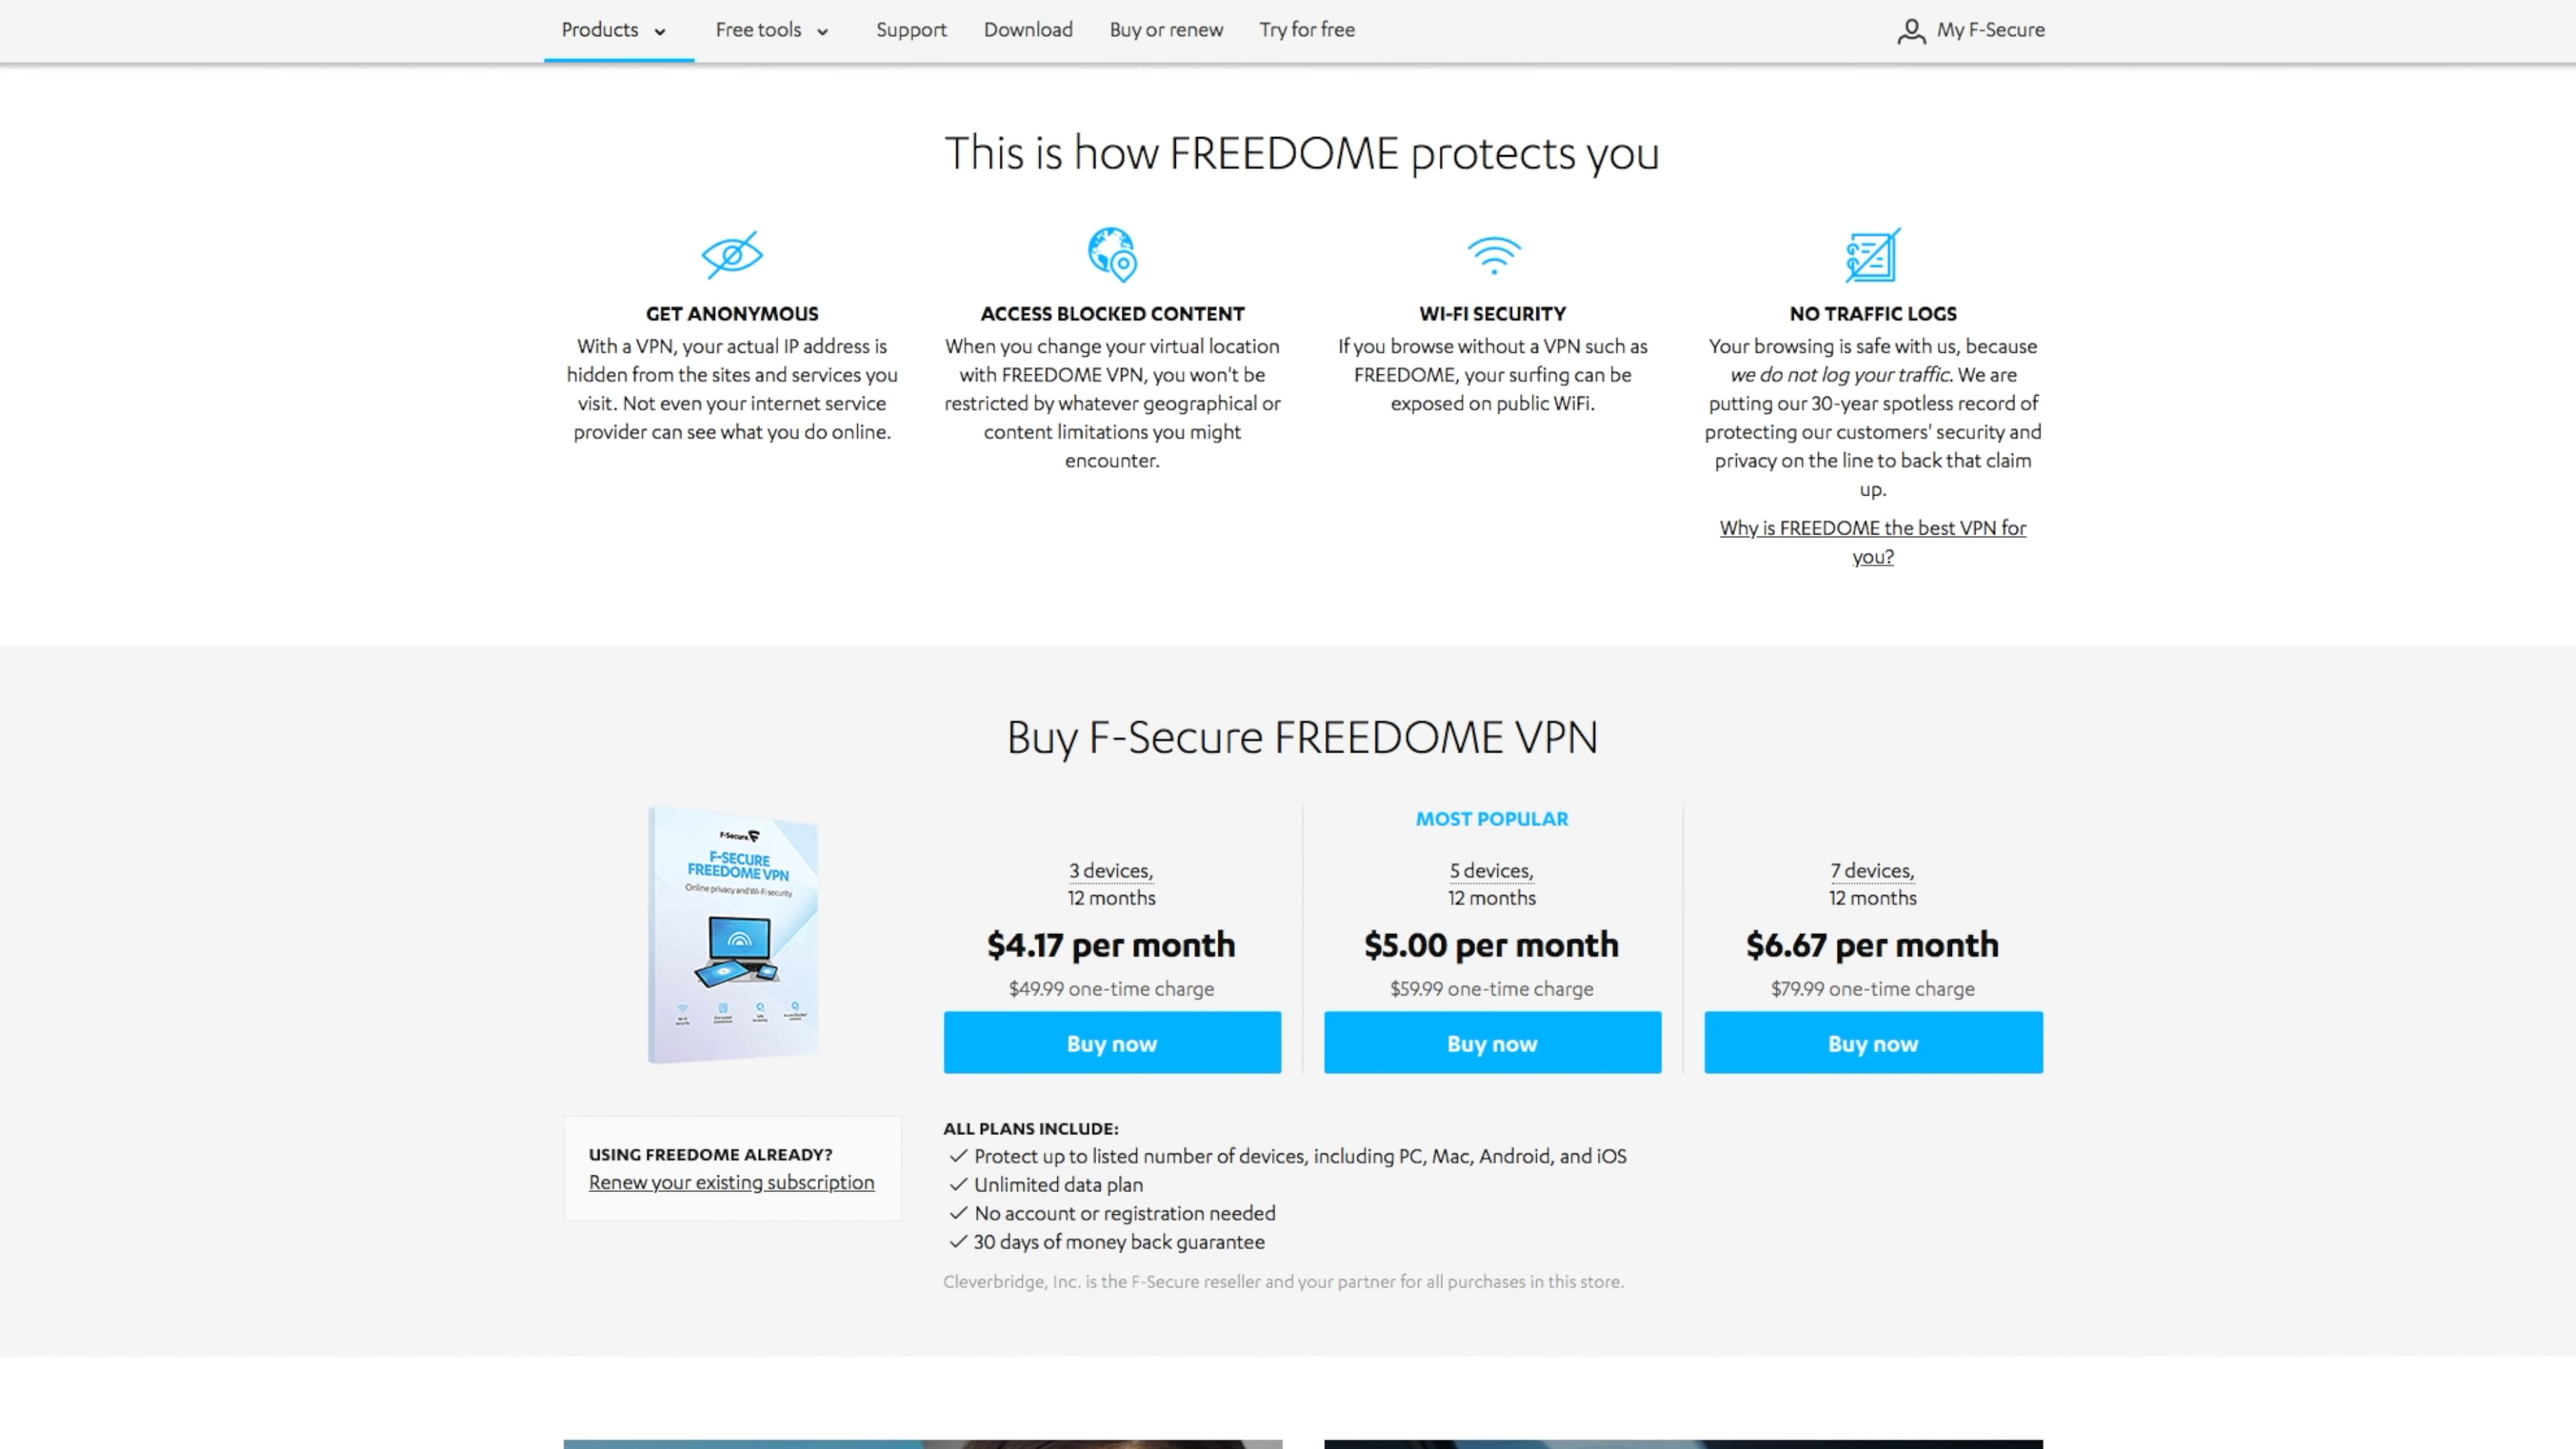 Products
Free tools
Support
Download
Buy or renew
Try for free
My F-Secure
This is how FREEDOME protects you
GET ANONYMOUS
With a VPN, your actual IP address is
hidden from the sites and services you
visit. Not even your internet service
provider can see what you do online.
ACCESS BLOCKED CONTENT
When you change your virtual location
with FREEDOME VPN, you won't be
restricted by whatever geographical or
content limitations you might
encounter.
WI-FI SECURITY
If you browse without a VPN such as
FREEDOME, your surfing can be
exposed on public WiFi.
NO TRAFFIC LOGS
Your browsing is safe with us, because
we do not log your traffic. We are
putting our 30-year spotless record of
protecting our customers' security and
privacy on the line to back that claim
up.
Why is FREEDOME the best VPN for
you?
Buy F-Secure FREEDOME VPN
F-Secure
F-SECURE
FREEDOME VPN
Online privacy and Wi-Fi security
3 devices,
12 months
$4.17 per month
$49.99 one-time charge
Buy now
MOST POPULAR
5 devices,
12 months
$5.00 per month
$59.99 one-time charge
Buy now
7 devices,
12 months
$6.67 per month
$79.99 one-time charge
Buy now
USING FREEDOME ALREADY?
Renew your existing subscription
ALL PLANS INCLUDE:
Protect up to listed number of devices, including PC, Mac, Android, and iOS
Unlimited data plan
No account or registration needed
30 days of money back guarantee
Cleverbridge, Inc. is the F-Secure reseller and your partner for all purchases in this store.